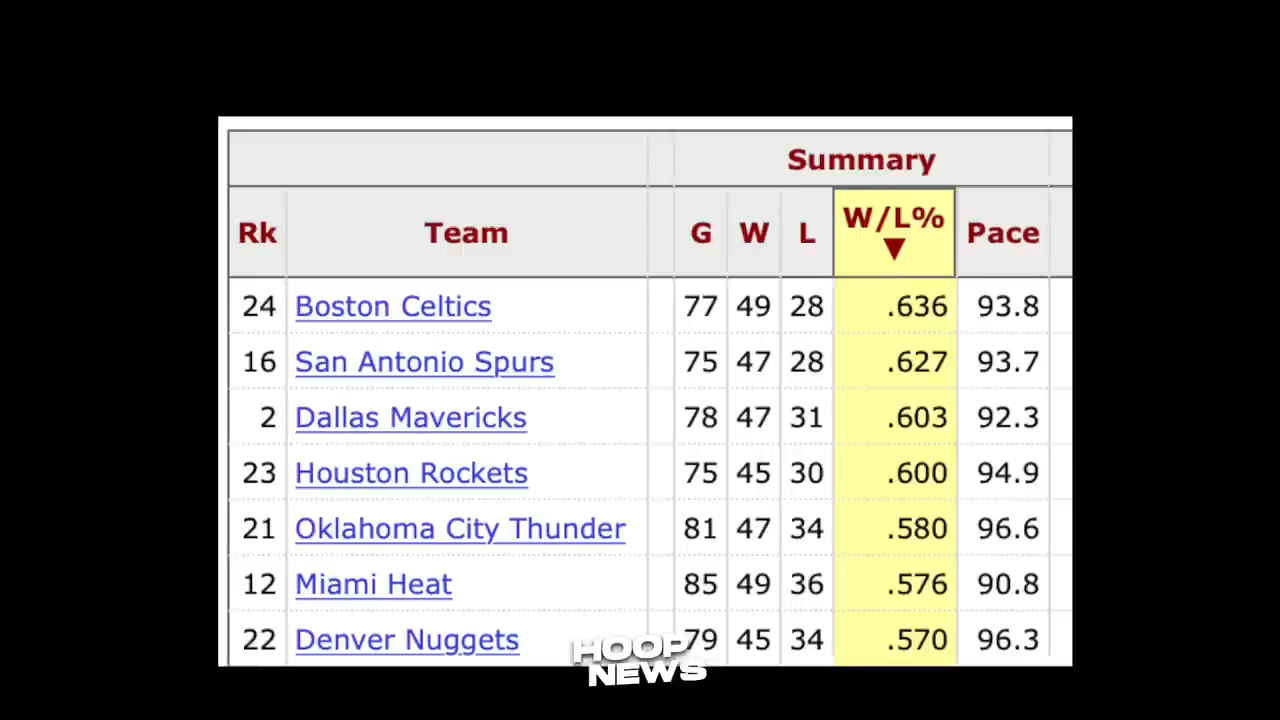 Summary
Rk Team G W L W/L% ▼ Pace
24 Boston Celtics 77 49 28 .636 93.8
16 San Antonio Spurs 75 47 28 .627 93.7
2 Dallas Mavericks 78 47 31 .603 92.3
23 Houston Rockets 75 45 30 .600 94.9
21 Oklahoma City Thunder 81 47 34 .580 96.6
12 Miami Heat 85 49 36 .576 90.8
22 Denver Nuggets 79 45 34 .570 96.3
HOOP
NEWS